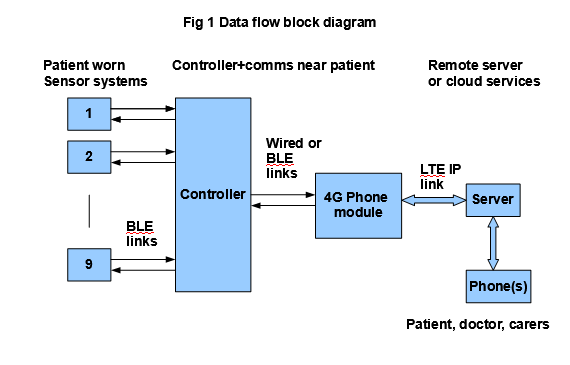 Fig 1 Data flow block diagram
Patient worn
Sensor systems
Controller+comms near patient
Remote server
or cloud services
1
2
9
BLE
links
Controller
Wired or
BLE
links
4G Phone
module
LTE IP
link
Server
Phone(s)
Patient, doctor, carers